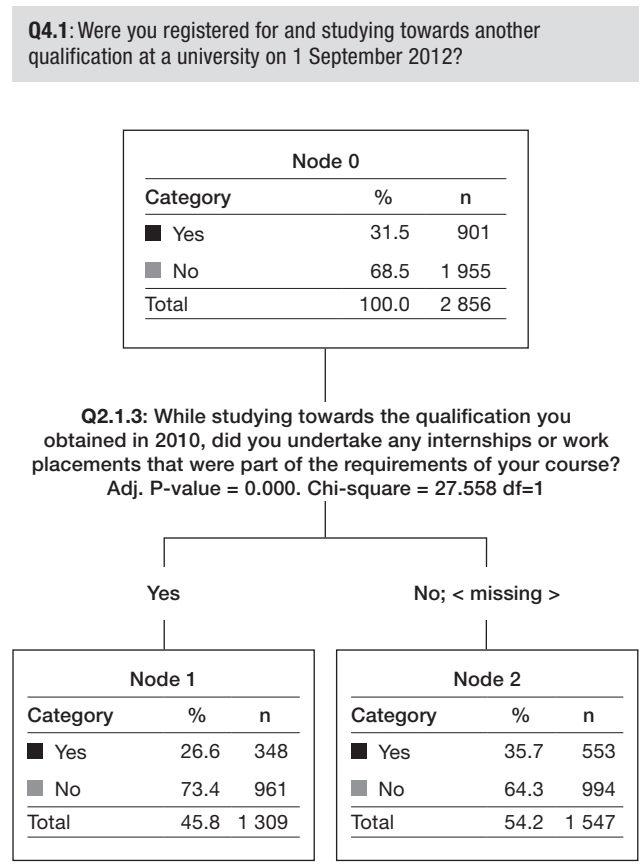 Q4.1: Were you registered for and studying towards another
qualification at a university on 1 September 2012?
Node 0
Category % n
Yes 31.5 901
No 68.5 1 955
Total 100.0 2 856
Q2.1.3: While studying towards the qualification you
obtained in 2010, did you undertake any internships or work
placements that were part of the requirements of your course?
Adj. P-value = 0.000. Chi-square = 27.558 df=1
Yes
No; < missing >
Node 1
Category % n
Yes 26.6 348
No 73.4 961
Total 45.8 1 309
Node 2
Category % n
Yes 35.7 553
No 64.3 994
Total 54.2 1 547